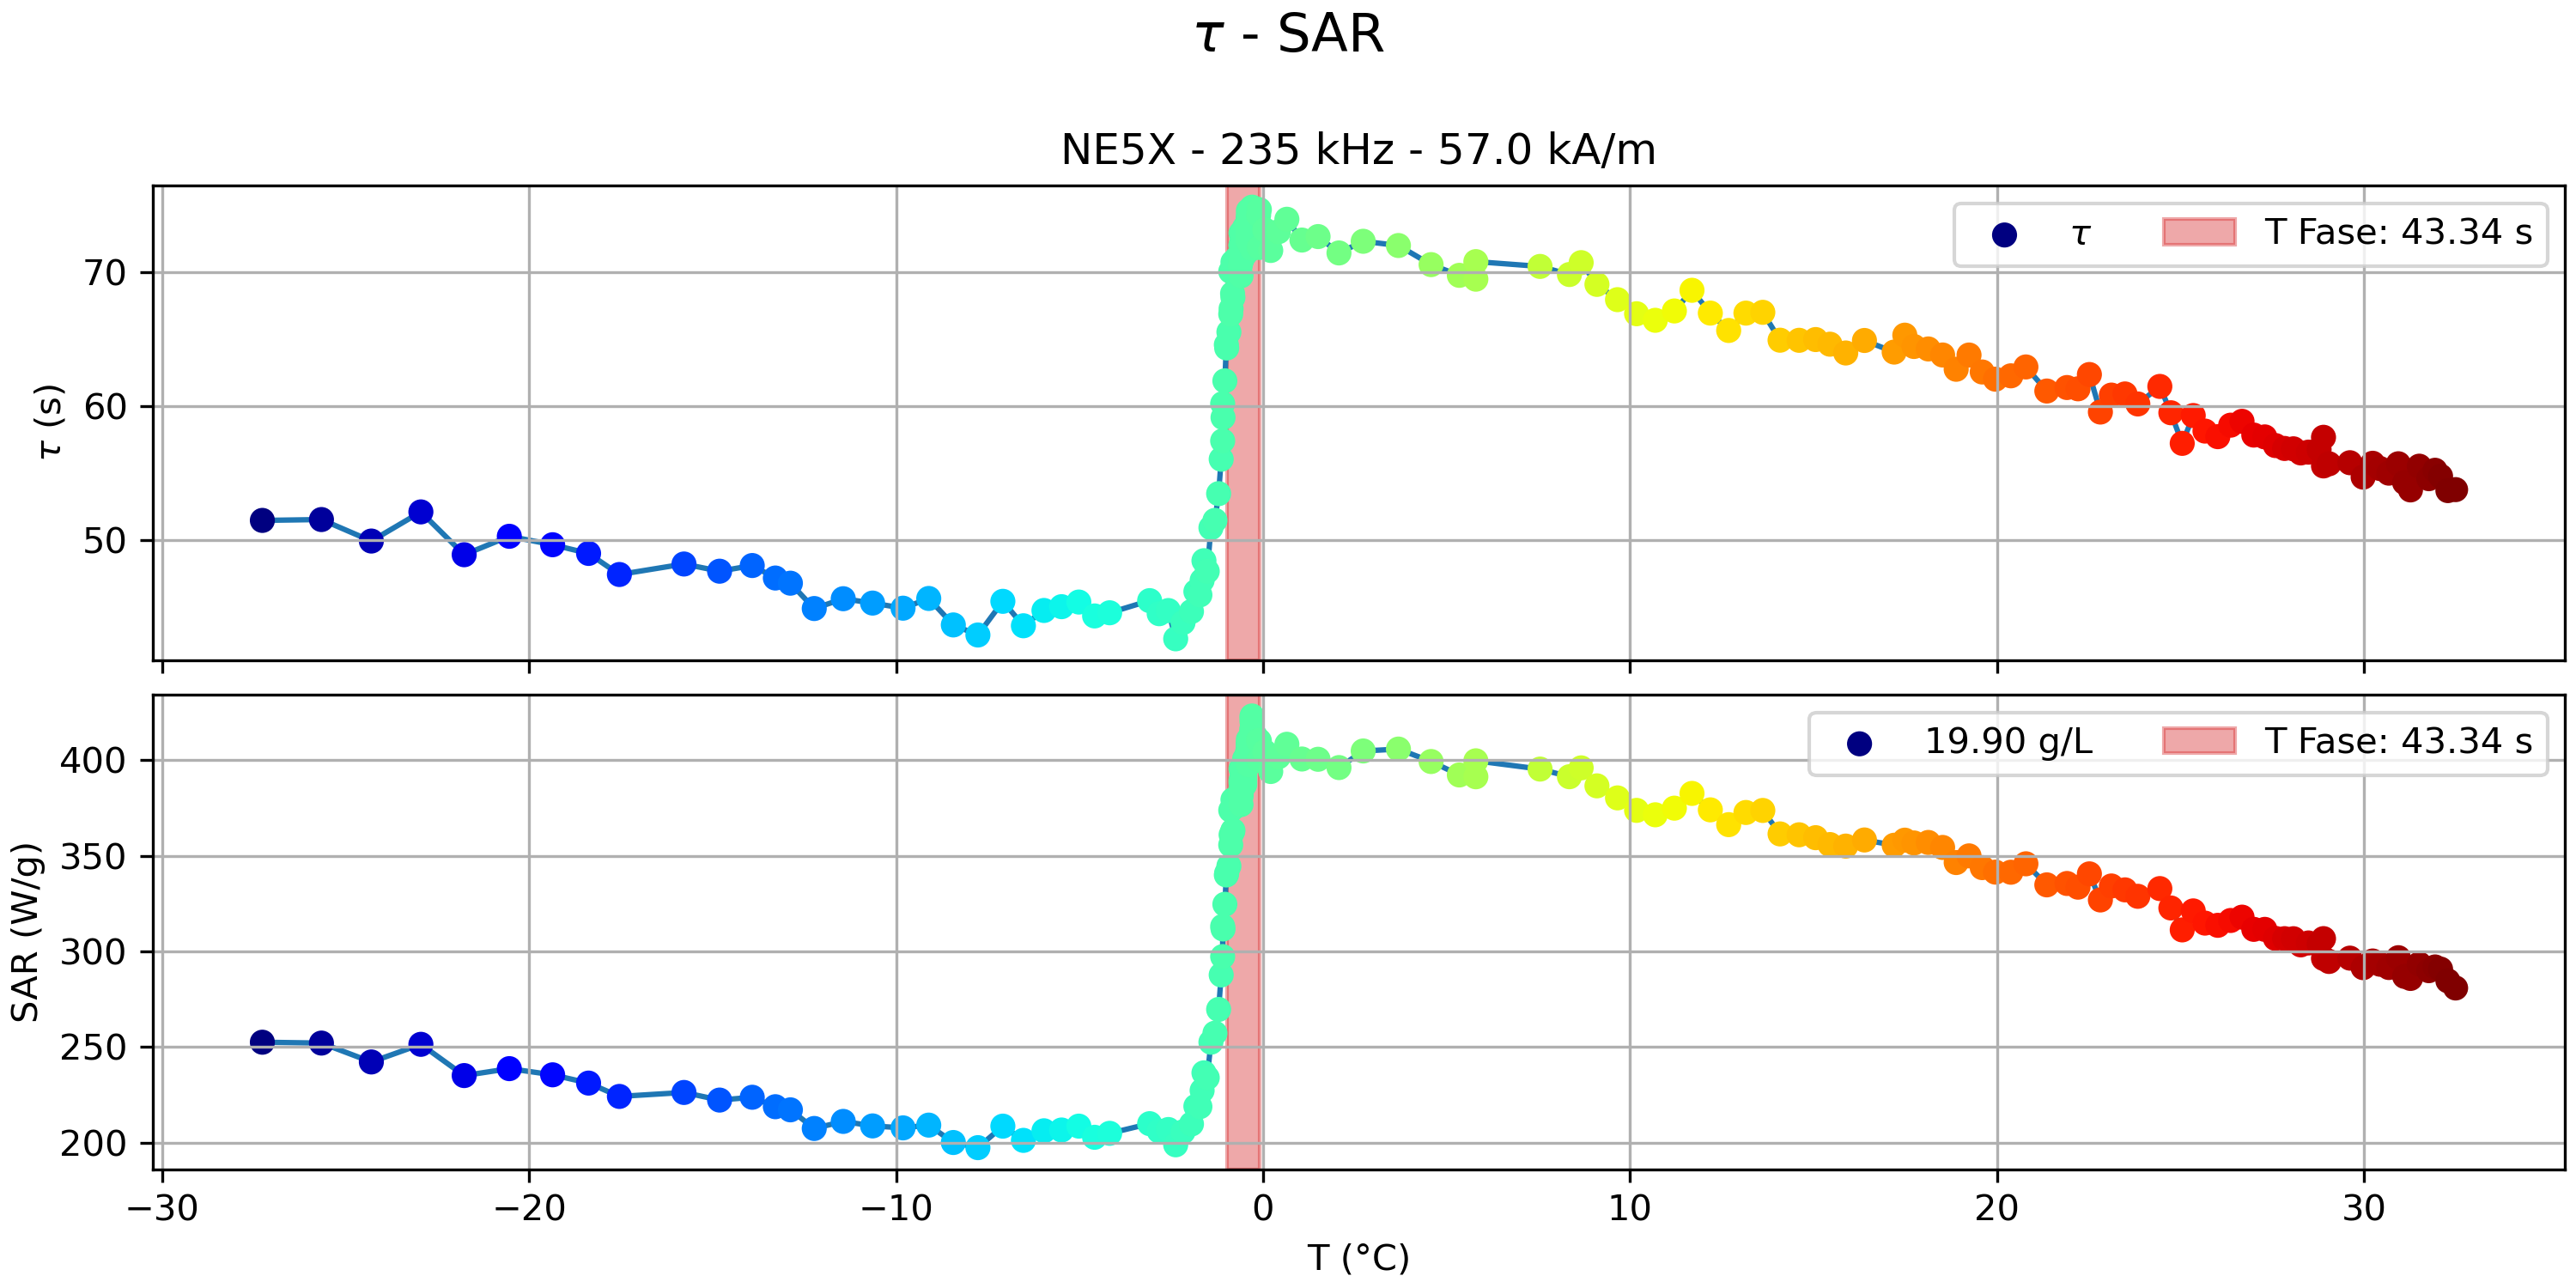 τ - SAR
NE5X - 235 kHz - 57.0 kA/m
τ
T Fase: 43.34 s
70
60
50
τ (s)
19.90 g/L
T Fase: 43.34 s
400
350
300
250
200
SAR (W/g)
−30 −20 −10 0 10 20 30
T (°C)